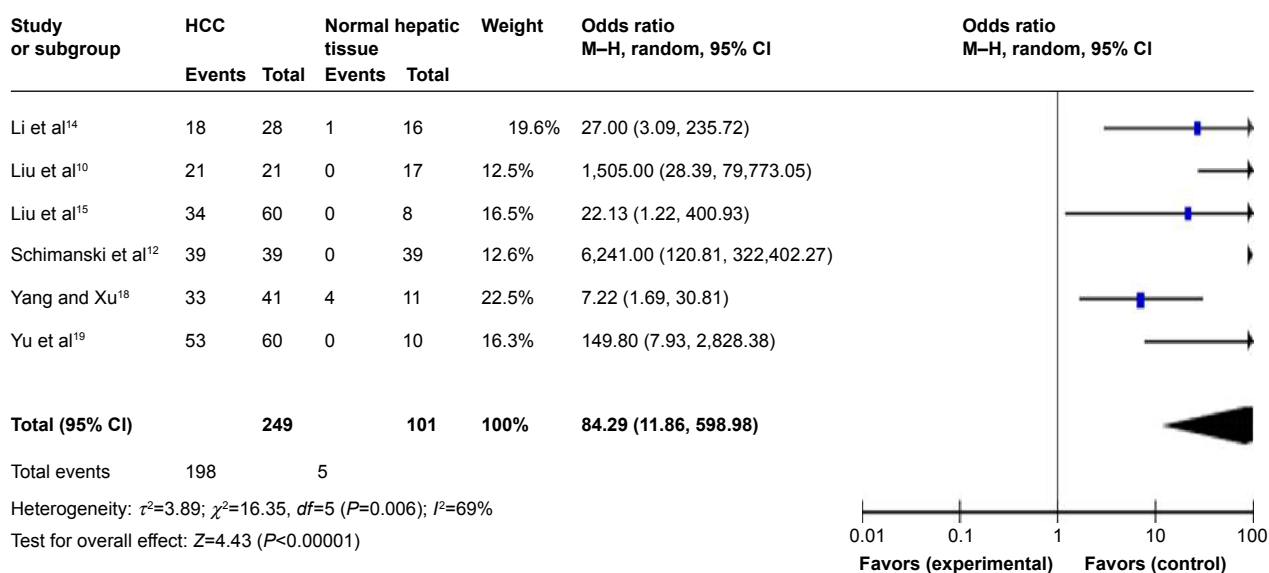 Study HCC Normal hepatic Weight Odds ratio Odds ratio
or subgroup tissue M–H, random, 95% CI M–H, random, 95% CI
Events Total Events Total
Li et al14 18 28 1 16 19.6% 27.00 (3.09, 235.72)
Liu et al10 21 21 0 17 12.5% 1,505.00 (28.39, 79,773.05)
Liu et al15 34 60 0 8 16.5% 22.13 (1.22, 400.93)
Schimanski et al12 39 39 0 39 12.6% 6,241.00 (120.81, 322,402.27)
Yang and Xu18 33 41 4 11 22.5% 7.22 (1.69, 30.81)
Yu et al19 53 60 0 10 16.3% 149.80 (7.93, 2,828.38)
Total (95% CI) 249 101 100% 84.29 (11.86, 598.98)
Total events 198 5
Heterogeneity: τ2=3.89; χ2=16.35, df=5 (P=0.006); I2=69%
Test for overall effect: Z=4.43 (P<0.00001)
0.01 0.1 1 10 100
Favors (experimental) Favors (control)